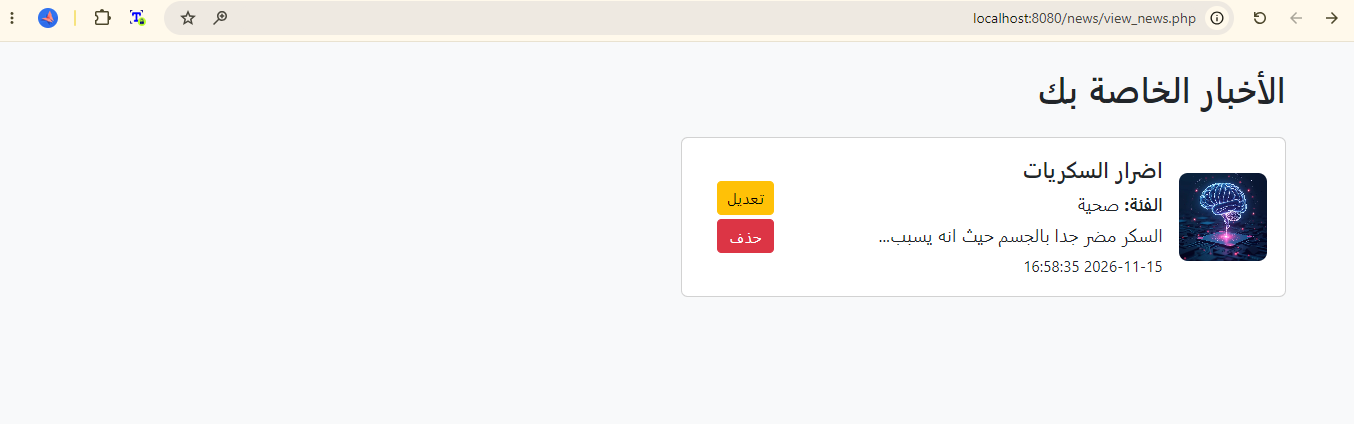 localhost:8080/news/view_news.php
الأخبار الخاصة بك
اضرار السكريات
الفئة: صحية
السكر مضر جدا بالجسم حيث انه يسبب...
16:58:35 2026-11-15
تعديل
حذف